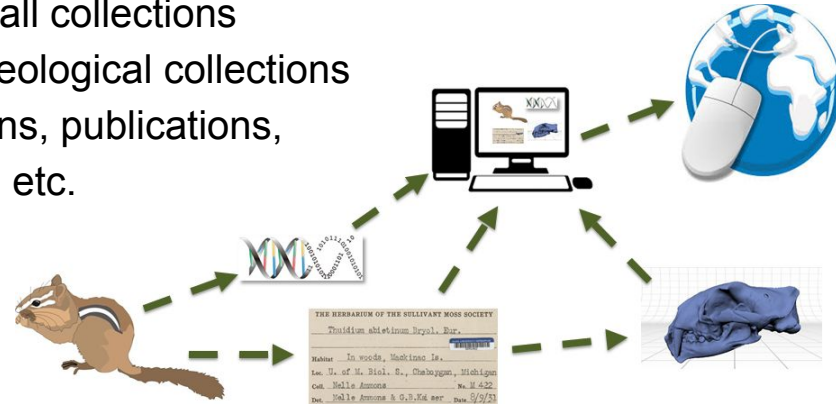 all collections
eological collections
ns, publications,
etc.
THE HERBARIUM OF THE SULLIVANT MOSS SOCIETY
Thuidium abietinum Bryol. Eur.
Habitat In woods, Mackinac Is.
Loc. U. of M. Biol. S., Cheboygan, Michigan
Coll. Nelle Ammons No. M 422
Det. Nelle Ammons & G.B.Kaiser Date 8/9/31